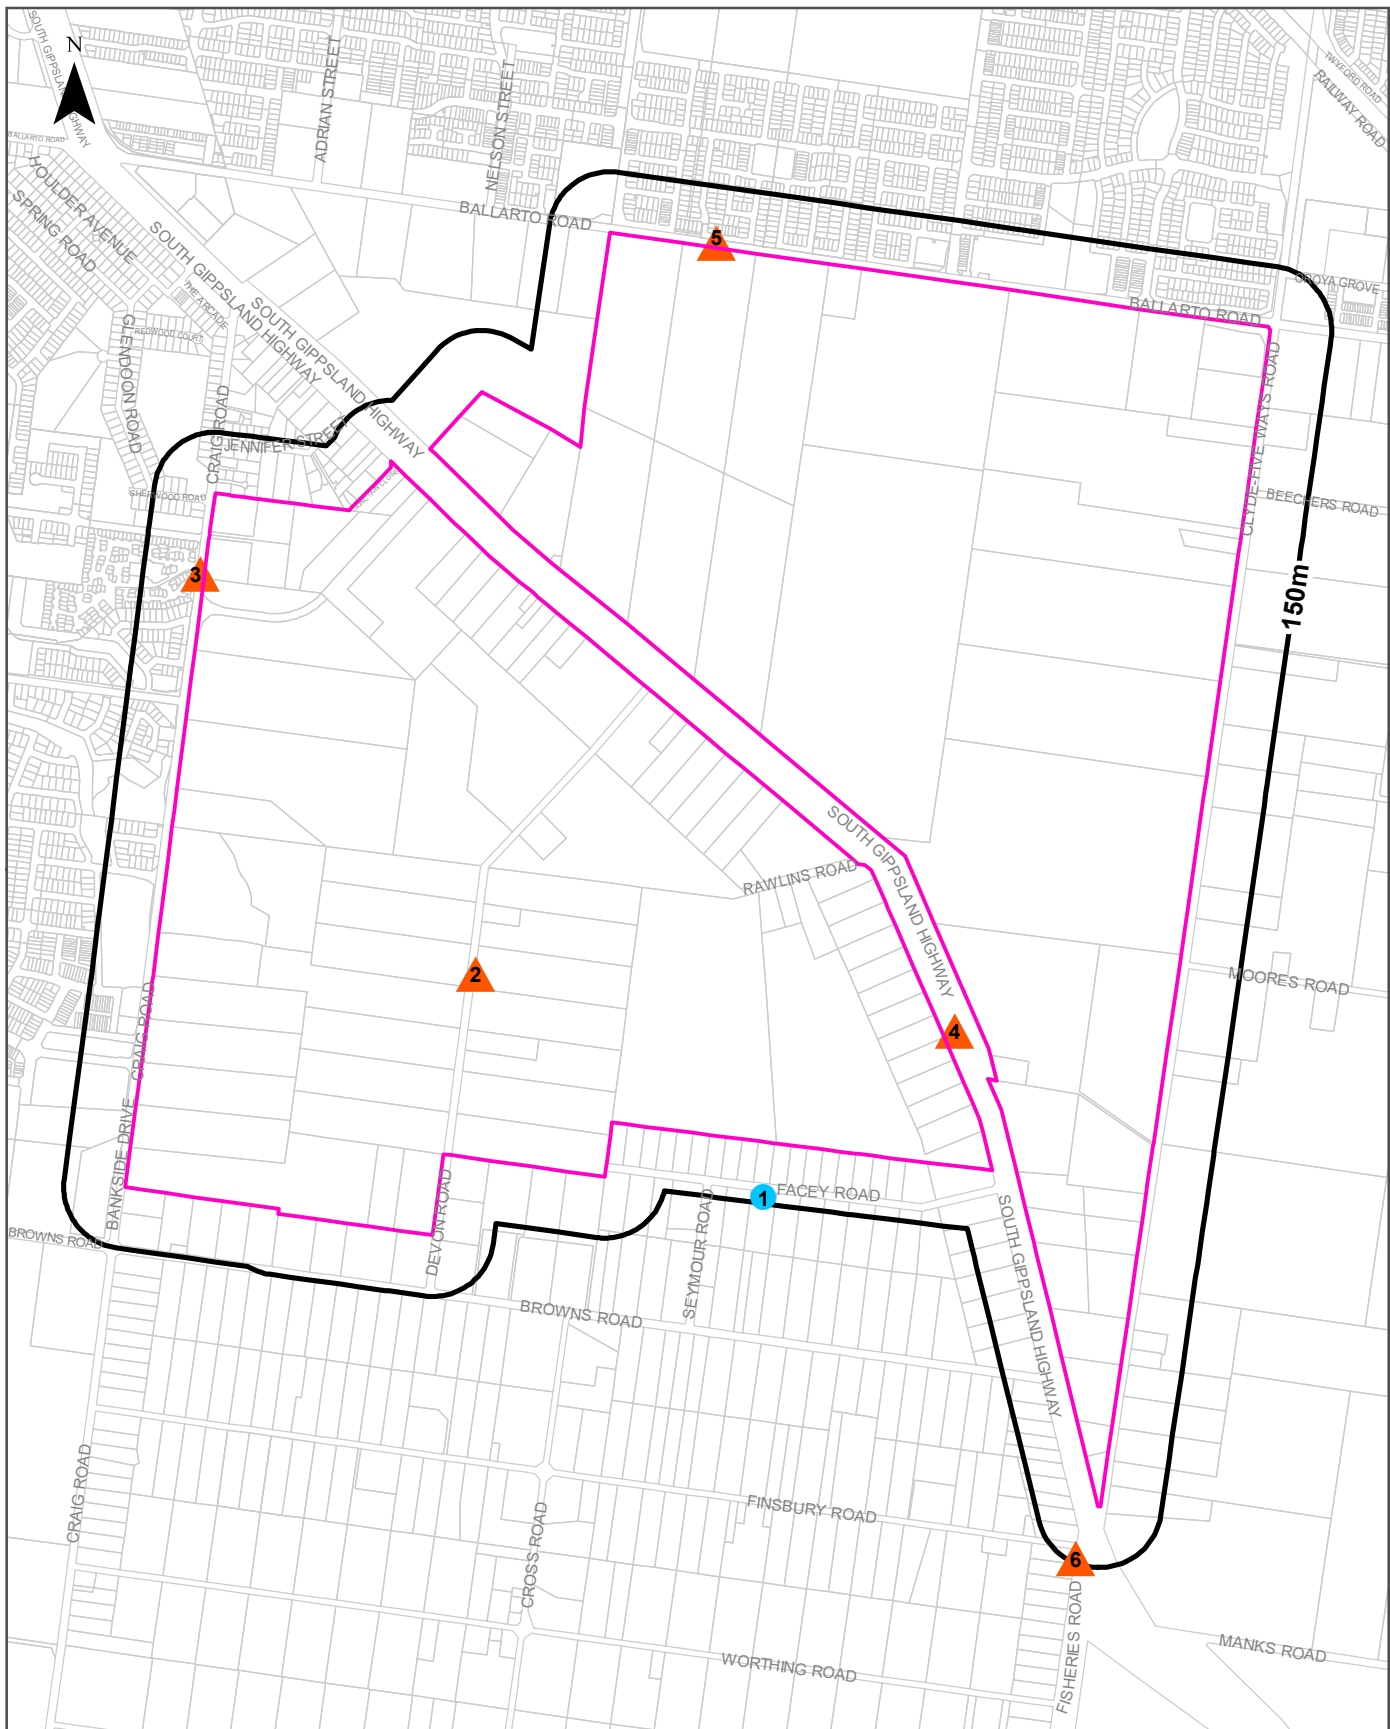 SOUTH GIPPSLAND HIGHWAY
N
ADRIAN STREET
NELSON STREET
TWYFORD ROAD
RAILWAY ROAD
BALLARTO ROAD
HOULDER AVENUE
SPRING ROAD
BALLARTO ROAD
5
SOUTH GIPPSLAND HIGHWAY
OROYA GROVE
THE ARCADE
SOUTH GIPPSLAND HIGHWAY
BALLARTO ROAD
REDWOOD COURT
GLENDOON ROAD
CLYDE-FIVE WAYS ROAD
CRAIG ROAD
JENNIFER STREET
SHERWOOD ROAD
BEECHERS ROAD
3
150m
SOUTH GIPPSLAND HIGHWAY
RAWLINS ROAD
2
MOORES ROAD
CRAIG ROAD
4
BANKSIDE DRIVE
1
FACEY ROAD
DEVON ROAD
SEYMOUR ROAD
BROWNS ROAD
SOUTH GIPPSLAND HIGHWAY
BROWNS ROAD
CRAIG ROAD
FINSBURY ROAD
CROSS ROAD
6
FISHERIES ROAD
MANKS ROAD
WORTHING ROAD